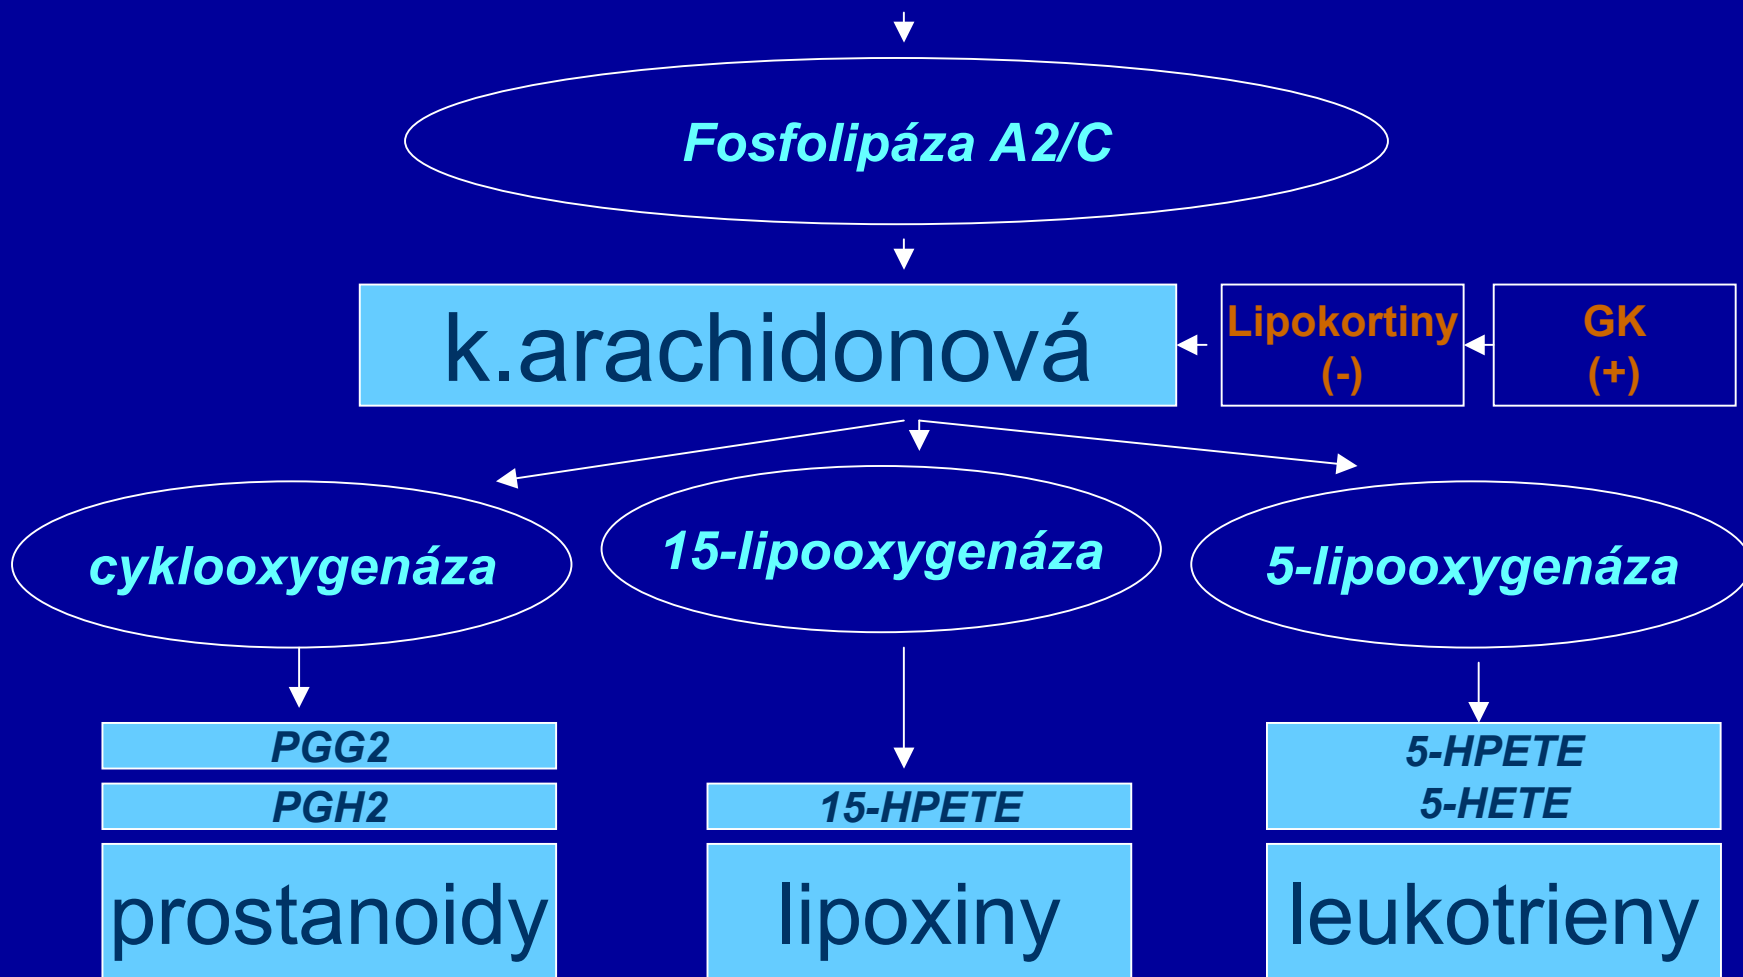 Fosfolipáza A2/C
k.arachidonová
Lipokortiny
(-)
GK
(+)
cyklooxygenáza
15-lipooxygenáza
5-lipooxygenáza
PGG2
PGH2
prostanoidy
15-HPETE
lipoxiny
5-HPETE
5-HETE
leukotrieny